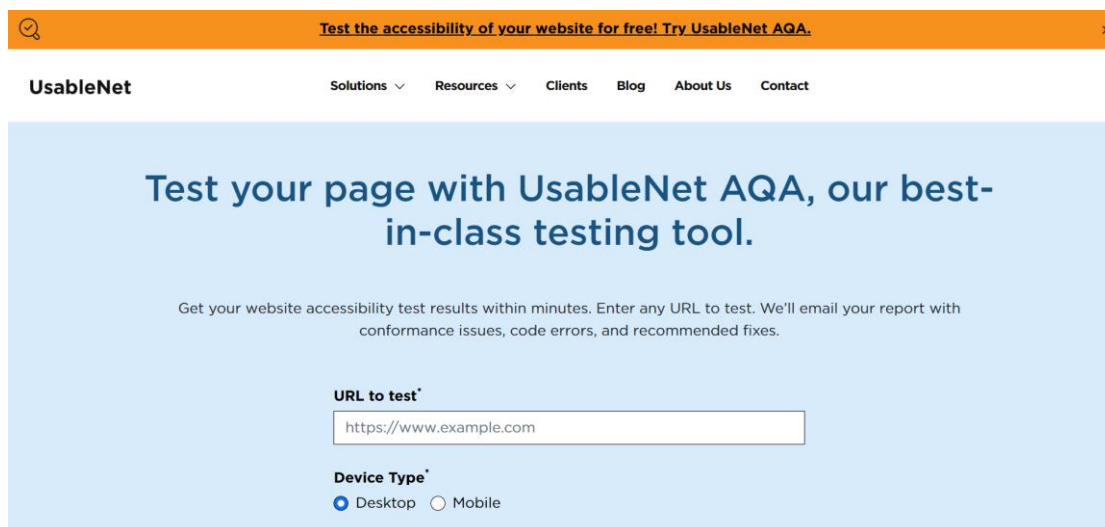 Test the accessibility of your website for free! Try UsableNet AQA.
UsableNet
Solutions Resources Clients Blog About Us Contact
Test your page with UsableNet AQA, our best-
in-class testing tool.
Get your website accessibility test results within minutes. Enter any URL to test. We'll email your report with
conformance issues, code errors, and recommended fixes.
URL to test*
https://www.example.com
Device Type*
Desktop Mobile